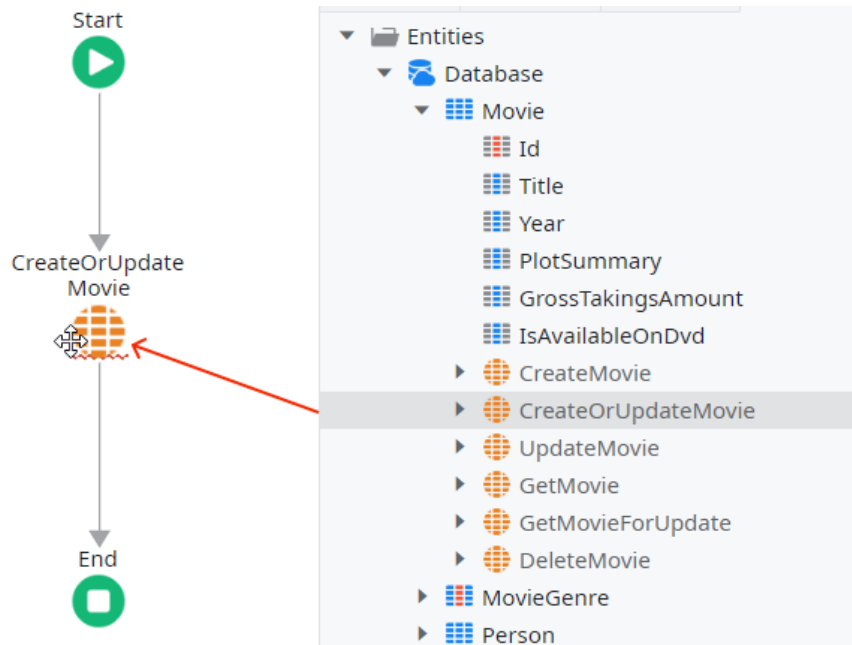 Start
CreateOrUpdate
Movie
End
Entities
Database
Movie
Id
Title
Year
PlotSummary
GrossTakingsAmount
IsAvailableOnDvd
CreateMovie
CreateOrUpdateMovie
UpdateMovie
GetMovie
GetMovieForUpdate
DeleteMovie
MovieGenre
Person